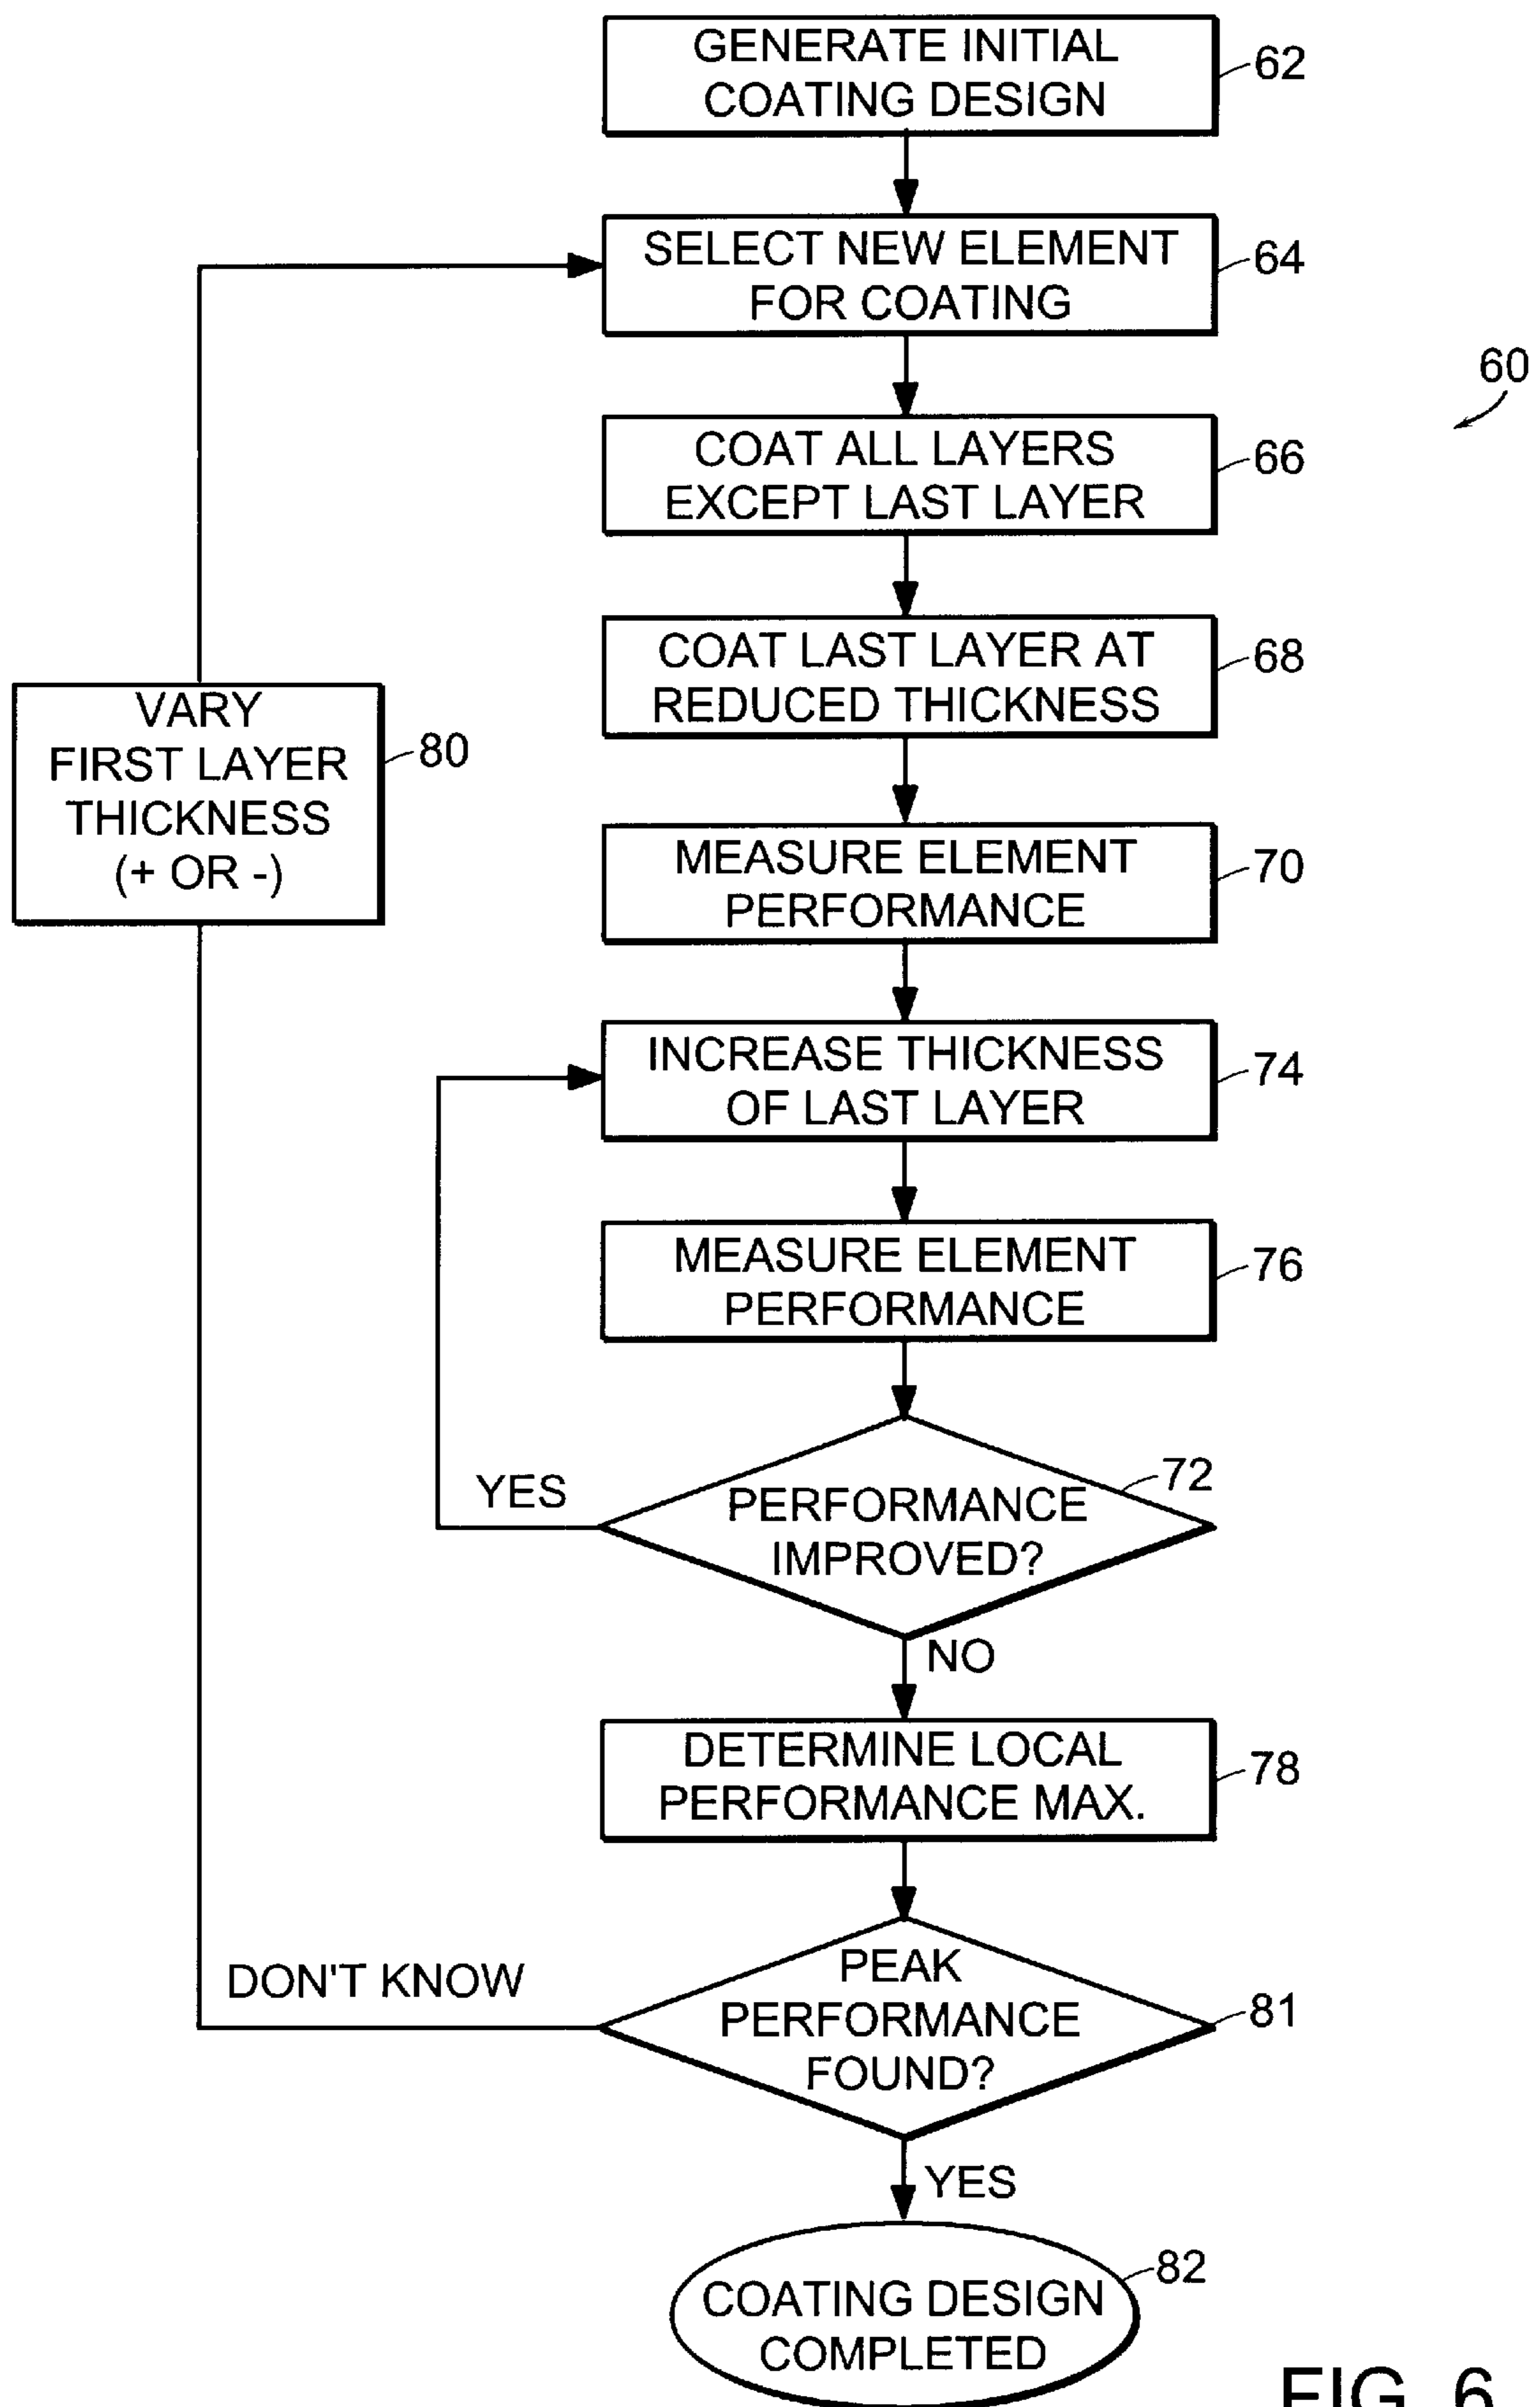 GENERATE INITIAL
COATING DESIGN
62
SELECT NEW ELEMENT
FOR COATING
64
60
COAT ALL LAYERS
EXCEPT LAST LAYER
66
COAT LAST LAYER AT
REDUCED THICKNESS
68
VARY
FIRST LAYER
THICKNESS
(+ OR -)
80
MEASURE ELEMENT
PERFORMANCE
70
INCREASE THICKNESS
OF LAST LAYER
74
MEASURE ELEMENT
PERFORMANCE
76
YES
PERFORMANCE
IMPROVED?
72
NO
DETERMINE LOCAL
PERFORMANCE MAX.
78
DON'T KNOW
PEAK
PERFORMANCE
FOUND?
81
YES
COATING DESIGN
COMPLETED
82
FIG. 6